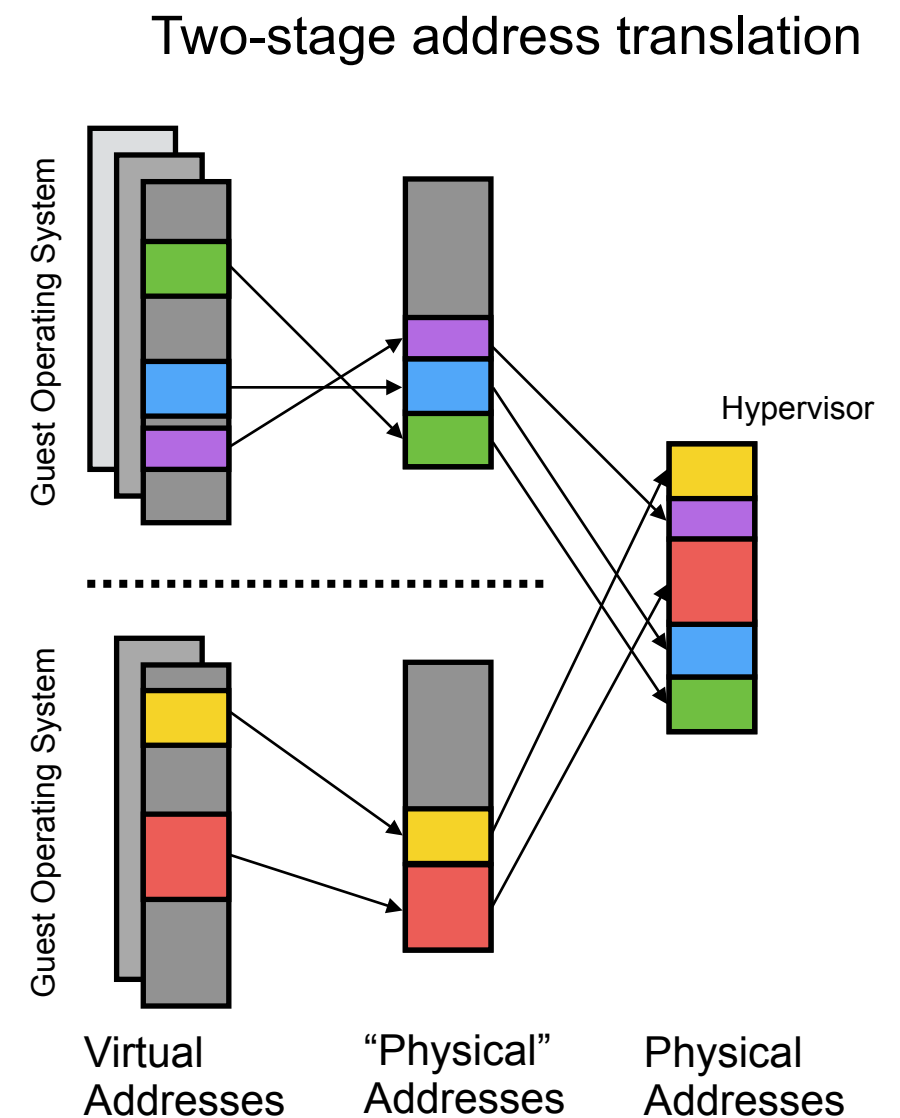 Two-stage address translation
Guest Operating System
Hypervisor
Guest Operating System
Virtual
Addresses
“Physical”
Addresses
Physical
Addresses